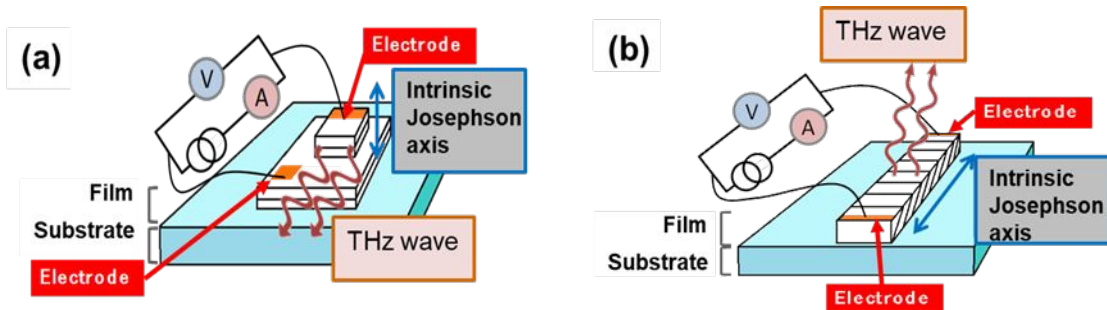 (a)
Electrode
V
A
Intrinsic
Josephson
axis
Film
Substrate
THz wave
Electrode
(b)
THz wave
V
A
Electrode
Intrinsic
Josephson
axis
Film
Substrate
Electrode